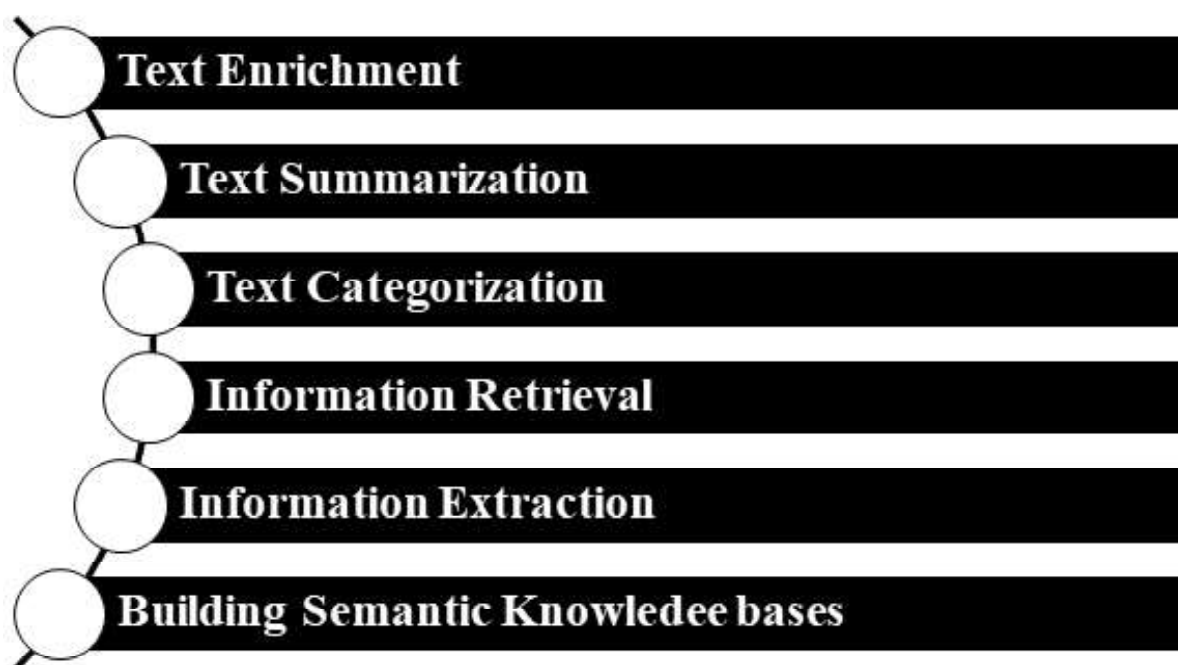 Text Enrichment
Text Summarization
Text Categorization
Information Retrieval
Information Extraction
Building Semantic Knowledee bases